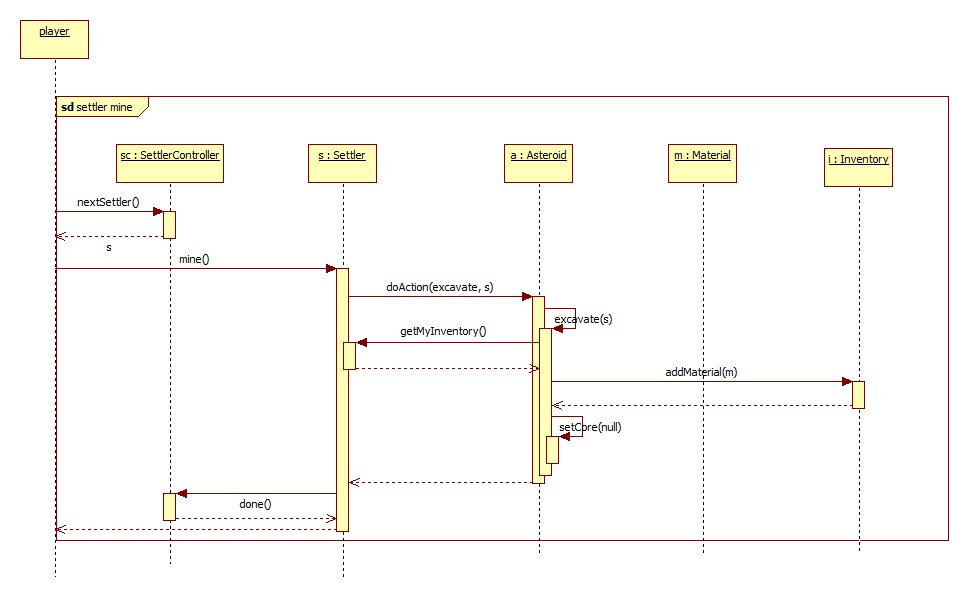 player
sd settler mine
sc : SettlerController
s : Settler
a : Asteroid
m : Material
i : Inventory
nextSettler()
s
mine()
doAction(excavate, s)
excavate(s)
getMyInventory()
addMaterial(m)
setCore(null)
done()